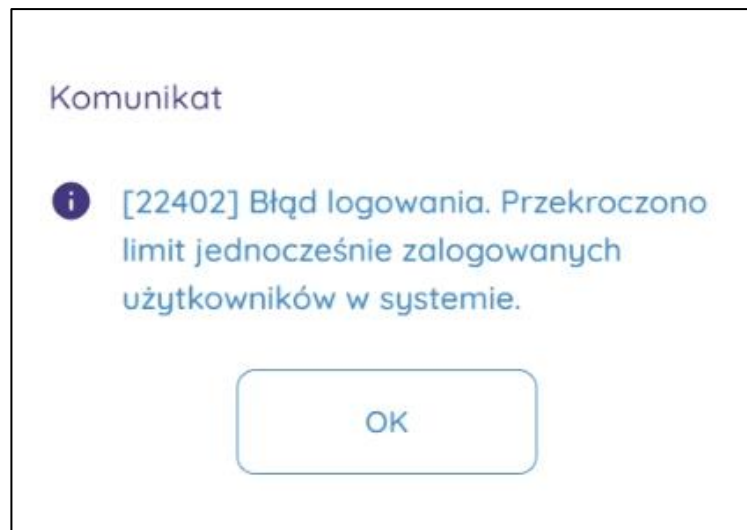 Komunikat
[22402] Błąd logowania. Przekroczono
limit jednocześnie zalogowanych
użytkowników w systemie.
OK